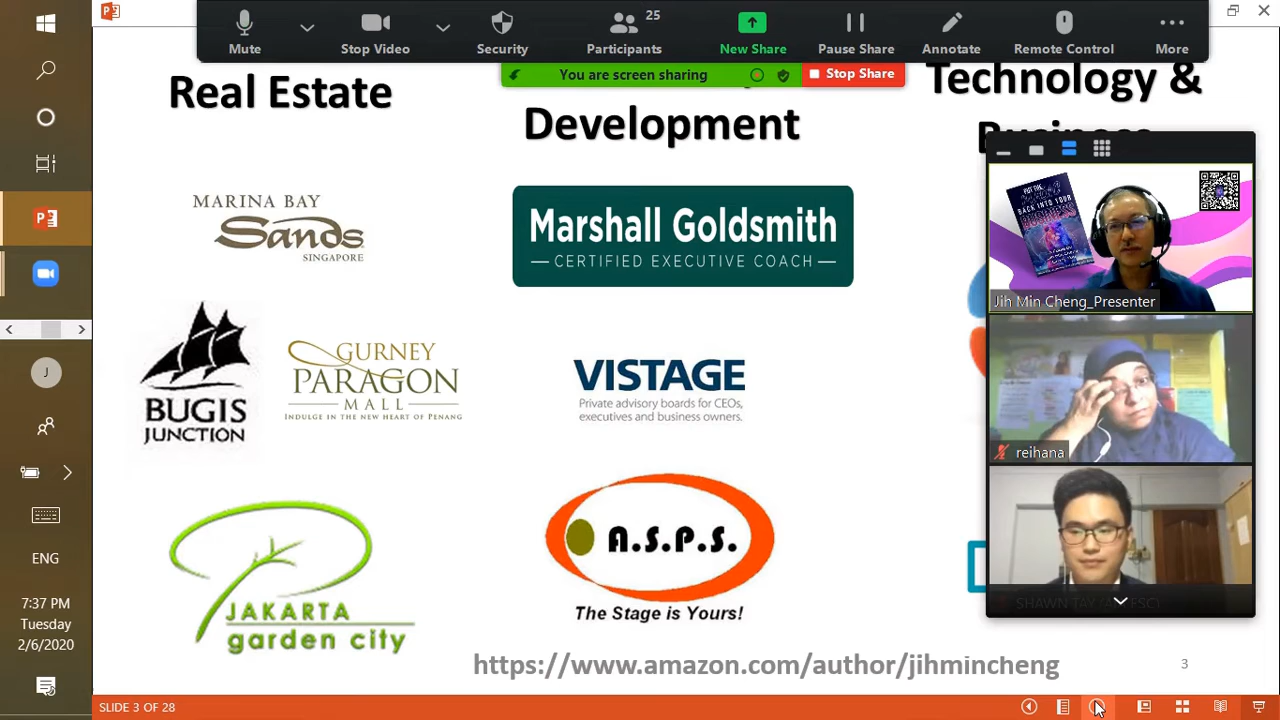 25
Mute
Stop Video
Security
Participants
New Share
Pause Share
Annotate
Remote Control
More
You are screen sharing
Stop Share
Real Estate
Development
Technology &
Business
MARINA BAY
Sands
SINGAPORE
BUGIS
JUNCTION
GURNEY
PARAGON
MALL
INDULGE IN THE NEW HEART OF PENANG
JAKARTA
garden city
Marshall Goldsmith
CERTIFIED EXECUTIVE COACH
VISTAGE
Private advisory boards for CEOs,
executives and business owners.
A.S.P.S.
The Stage is Yours!
BACK INTO YOUR
Jih Min Cheng_Presenter
reihana
https://www.amazon.com/author/jihmincheng
3
J
ENG
7:37 PM
Tuesday
2/6/2020
SLIDE 3 OF 28